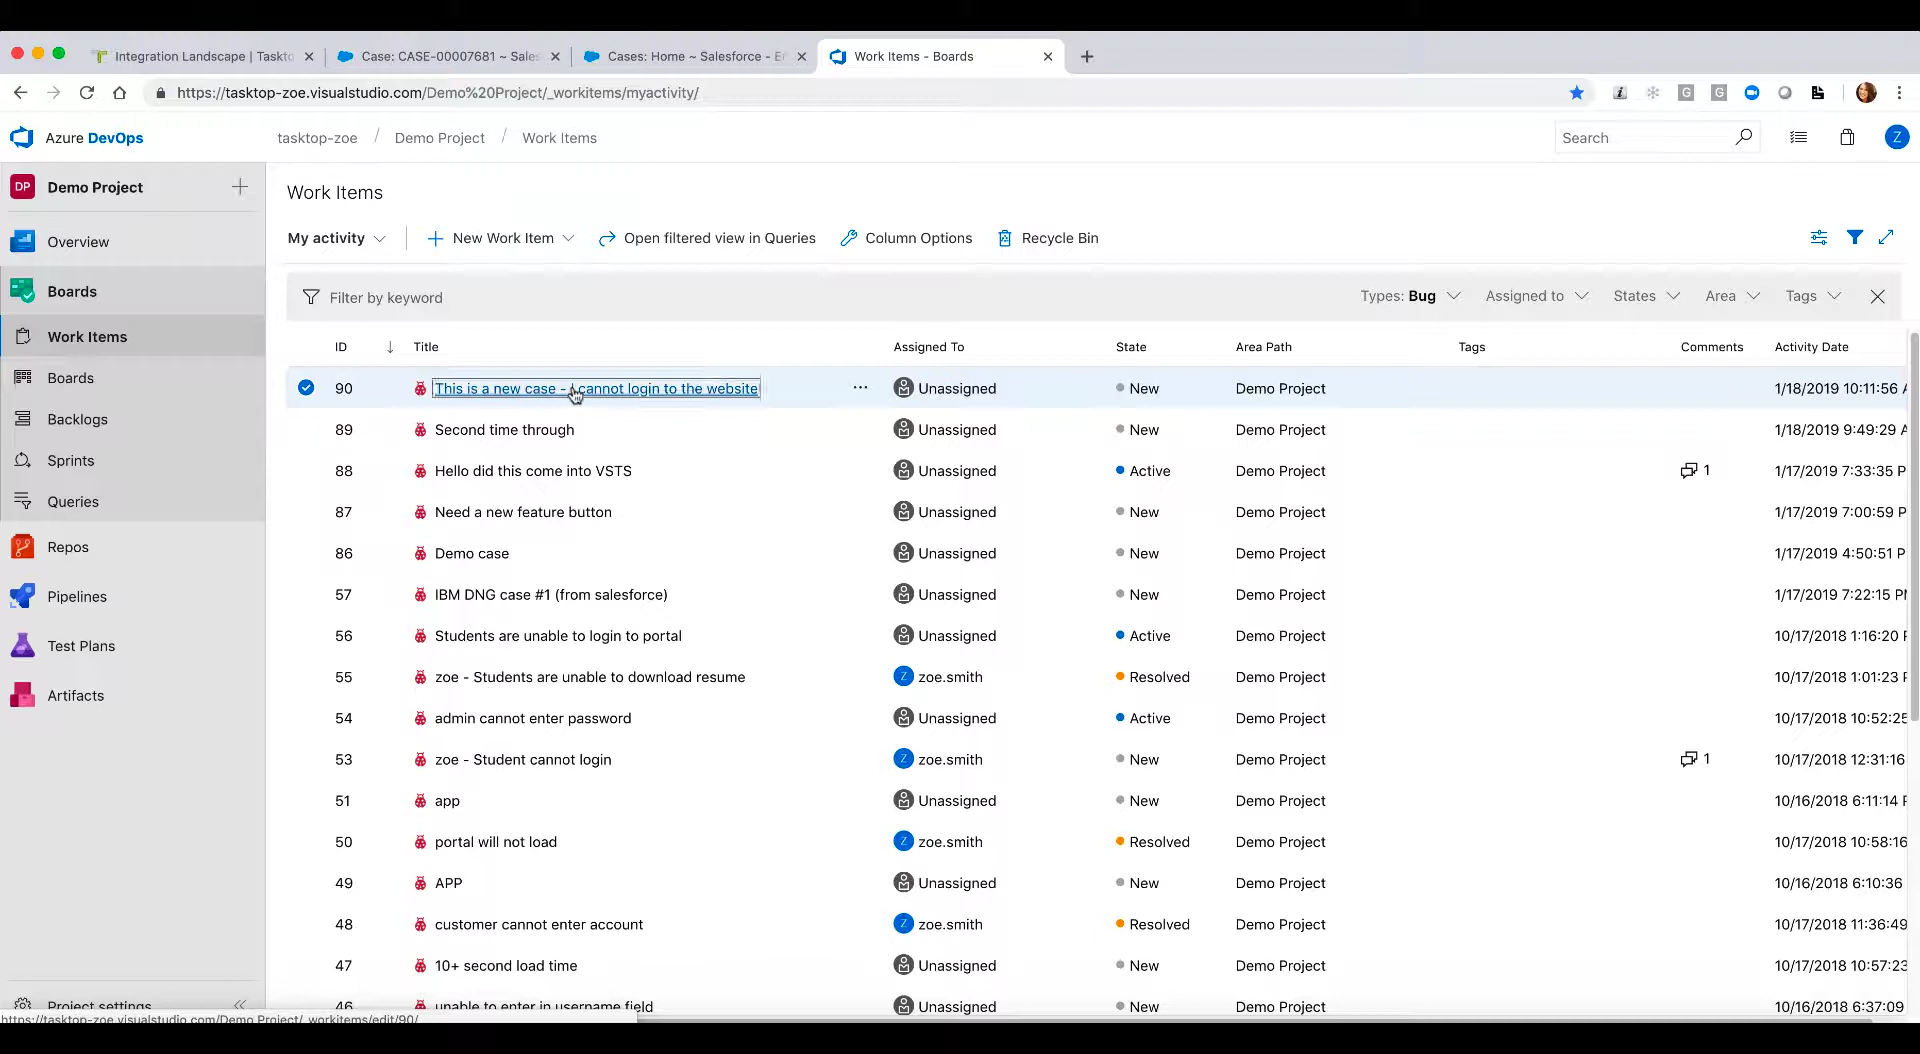 Integration Landscape | Taskto
Case: CASE-00007681 ~ Sales
Cases: Home ~ Salesforce - En
Work Items - Boards
https://tasktop-zoe.visualstudio.com/Demo%20Project/_workitems/myactivity/
Azure DevOps
tasktop-zoe / Demo Project / Work Items
Search
Z
DP Demo Project
Overview
Boards
Work Items
Boards
Backlogs
Sprints
Queries
Repos
Pipelines
Test Plans
Artifacts
Project settings
Work Items
My activity
New Work Item
Open filtered view in Queries
Column Options
Recycle Bin
Filter by keyword
Types: Bug
Assigned to
States
Area
Tags
ID Title Assigned To State Area Path Tags Comments Activity Date
90 This is a new case - I cannot login to the website Unassigned New Demo Project 1/18/2019 10:11:56 A
89 Second time through Unassigned New Demo Project 1/18/2019 9:49:29 A
88 Hello did this come into VSTS Unassigned Active Demo Project 1 1/17/2019 7:33:35 P
87 Need a new feature button Unassigned New Demo Project 1/17/2019 7:00:59 P
86 Demo case Unassigned New Demo Project 1/17/2019 4:50:51 P
57 IBM DNG case #1 (from salesforce) Unassigned New Demo Project 1/17/2019 7:22:15 PM
56 Students are unable to login to portal Unassigned Active Demo Project 10/17/2018 1:16:20 P
55 zoe - Students are unable to download resume Z zoe.smith Resolved Demo Project 10/17/2018 1:01:23 P
54 admin cannot enter password Unassigned Active Demo Project 10/17/2018 10:52:25
53 zoe - Student cannot login Z zoe.smith New Demo Project 1 10/17/2018 12:31:16
51 app Unassigned New Demo Project 10/16/2018 6:11:14 P
50 portal will not load Z zoe.smith Resolved Demo Project 10/17/2018 10:58:16
49 APP Unassigned New Demo Project 10/16/2018 6:10:36
48 customer cannot enter account Z zoe.smith Resolved Demo Project 10/17/2018 11:36:49
47 10+ second load time Unassigned New Demo Project 10/17/2018 10:57:23
46 unable to enter in username field Unassigned New Demo Project 10/16/2018 6:37:09
https://tasktop-zoe.visualstudio.com/Demo Project/_workitems/edit/90/